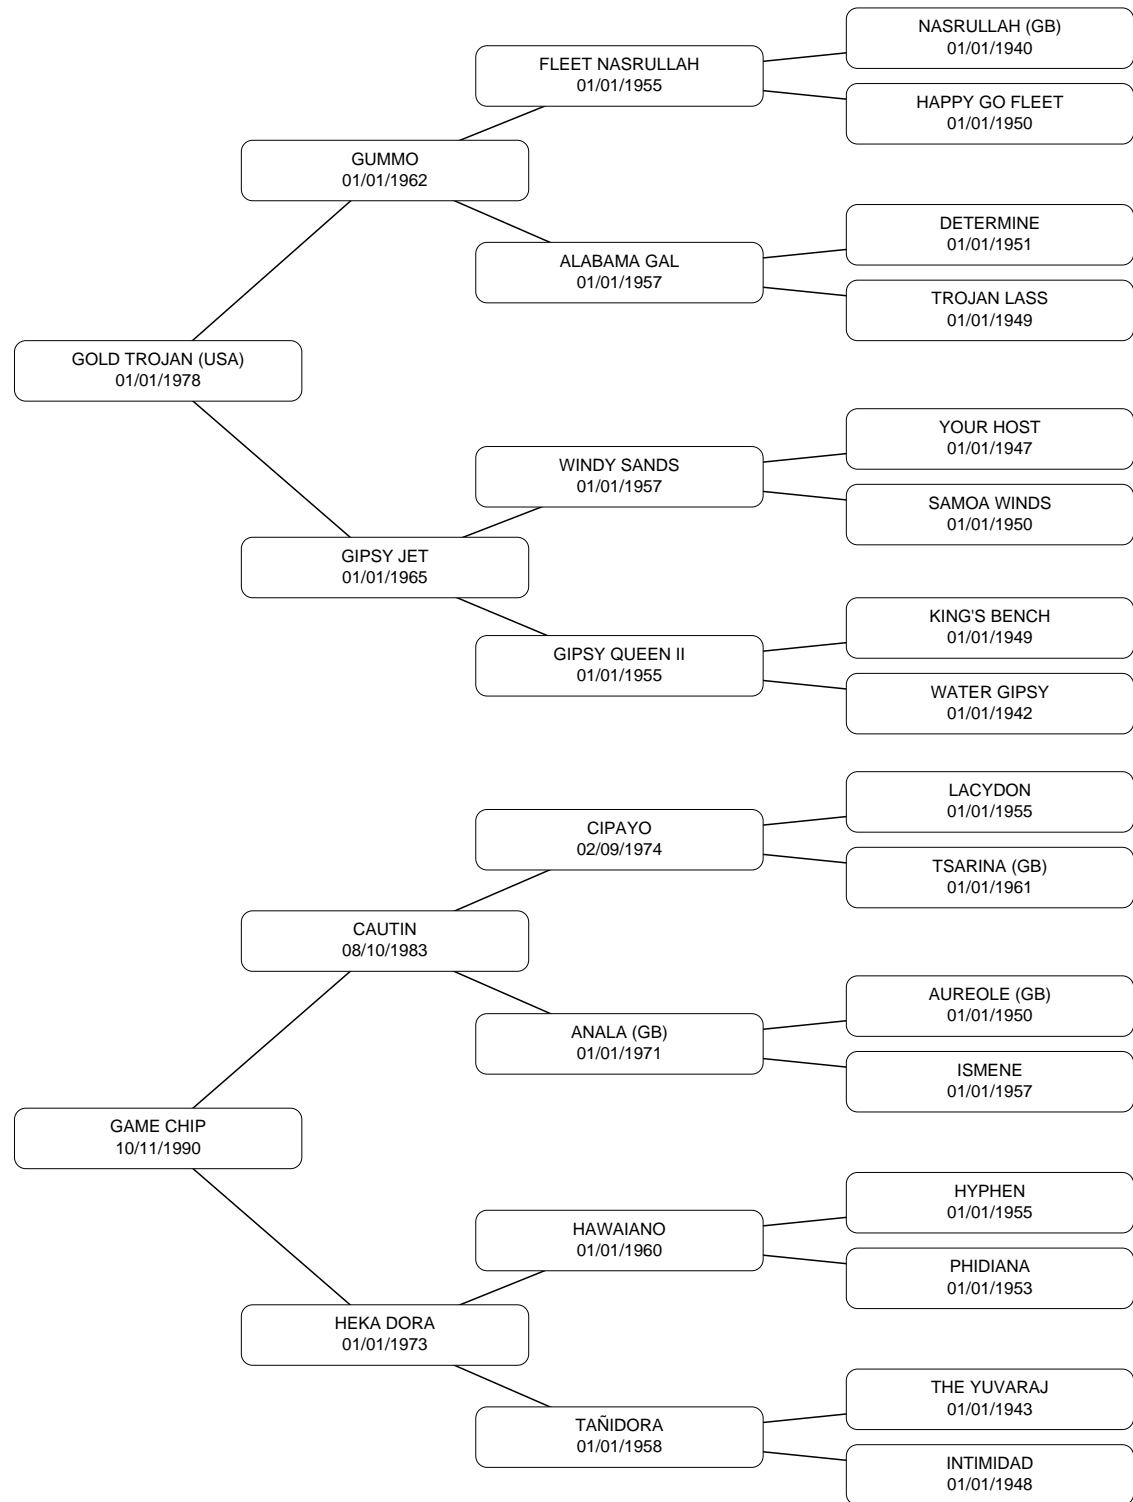 NASRULLAH (GB)
01/01/1940
FLEET NASRULLAH
01/01/1955
HAPPY GO FLEET
01/01/1950
GUMMO
01/01/1962
DETERMINE
01/01/1951
ALABAMA GAL
01/01/1957
TROJAN LASS
01/01/1949
GOLD TROJAN (USA)
01/01/1978
YOUR HOST
01/01/1947
WINDY SANDS
01/01/1957
SAMOA WINDS
01/01/1950
GIPSY JET
01/01/1965
KING'S BENCH
01/01/1949
GIPSY QUEEN II
01/01/1955
WATER GIPSY
01/01/1942
LACYDON
01/01/1955
CIPAYO
02/09/1974
TSARINA (GB)
01/01/1961
CAUTIN
08/10/1983
AUREOLE (GB)
01/01/1950
ANALA (GB)
01/01/1971
ISMENE
01/01/1957
GAME CHIP
10/11/1990
HYPHEN
01/01/1955
HAWAIANO
01/01/1960
PHIDIANA
01/01/1953
HEKA DORA
01/01/1973
THE YUVARAJ
01/01/1943
TAÑIDORA
01/01/1958
INTIMIDAD
01/01/1948